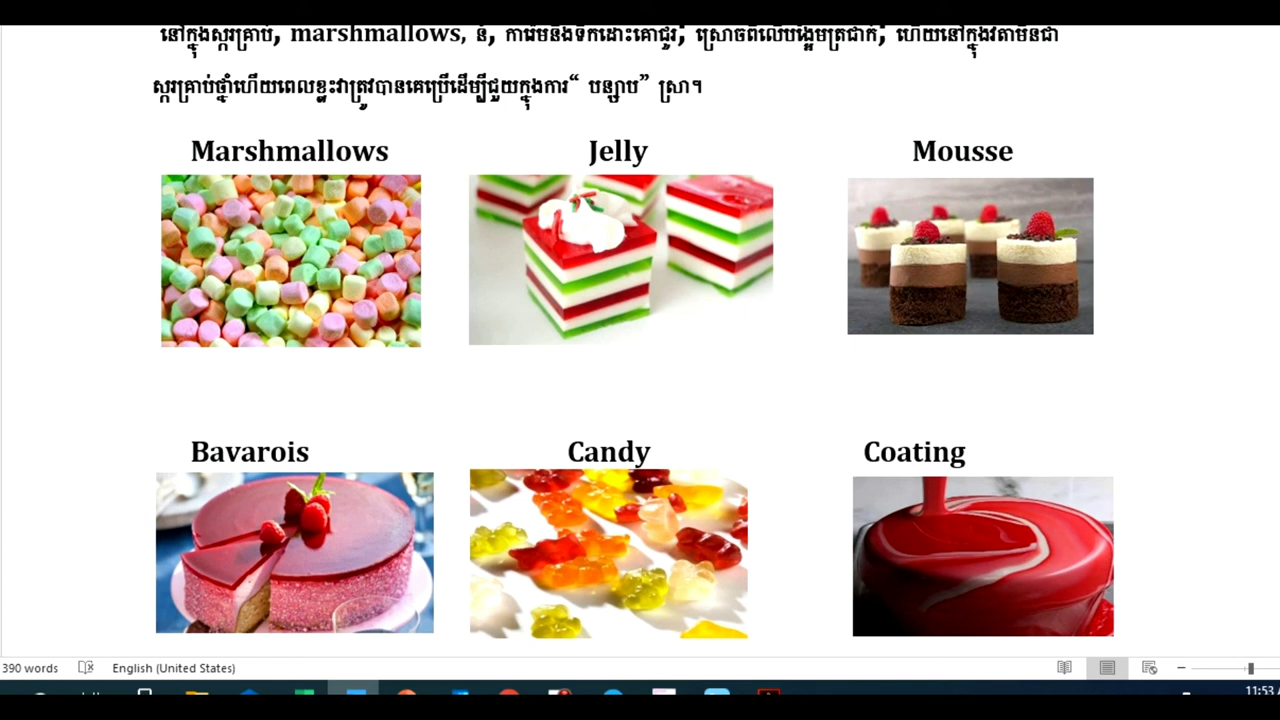 នៅក្នុងស្ករគ្រាប់, marshmallows, នំ, ការ៉េមនិងទឹកដោះគោជូរ; ស្រោចពីលើបង្អែមត្រជាក់; ហើយនៅក្នុងវីតាមីនជា
ស្ករគ្រាប់ថ្នាំហើយពេលខ្លះវាត្រូវបានគេប្រើដើម្បីជួយក្នុងការ“ បន្សាប” ស្រា។
Marshmallows Jelly Mousse
Bavarois Candy Coating
390 words English (United States)
11:53